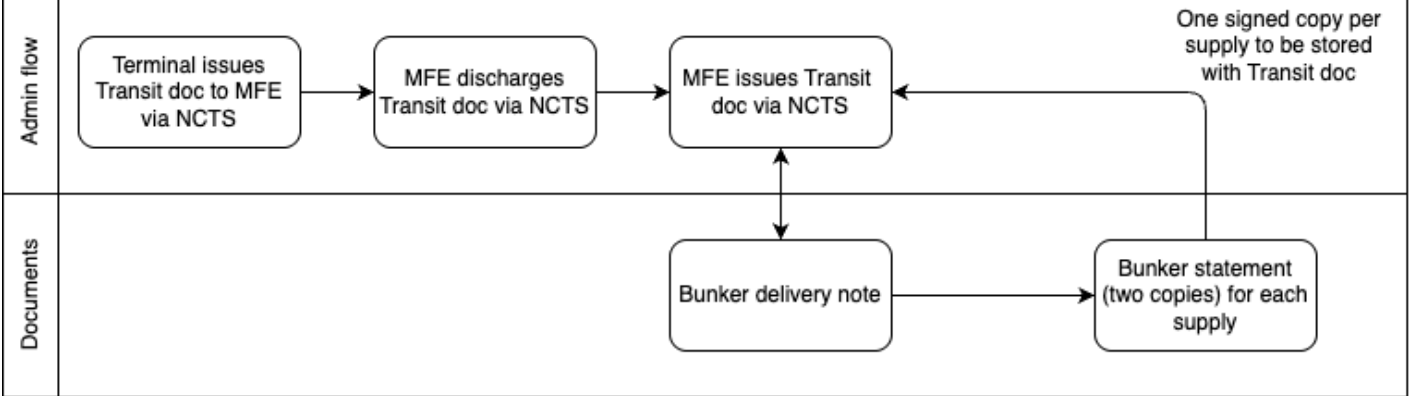 Admin flow
Terminal issues
Transit doc to MFE
via NCTS
MFE discharges
Transit doc via NCTS
MFE issues Transit
doc via NCTS
One signed copy per
supply to be stored
with Transit doc
Documents
Bunker delivery note
Bunker statement
(two copies) for each
supply